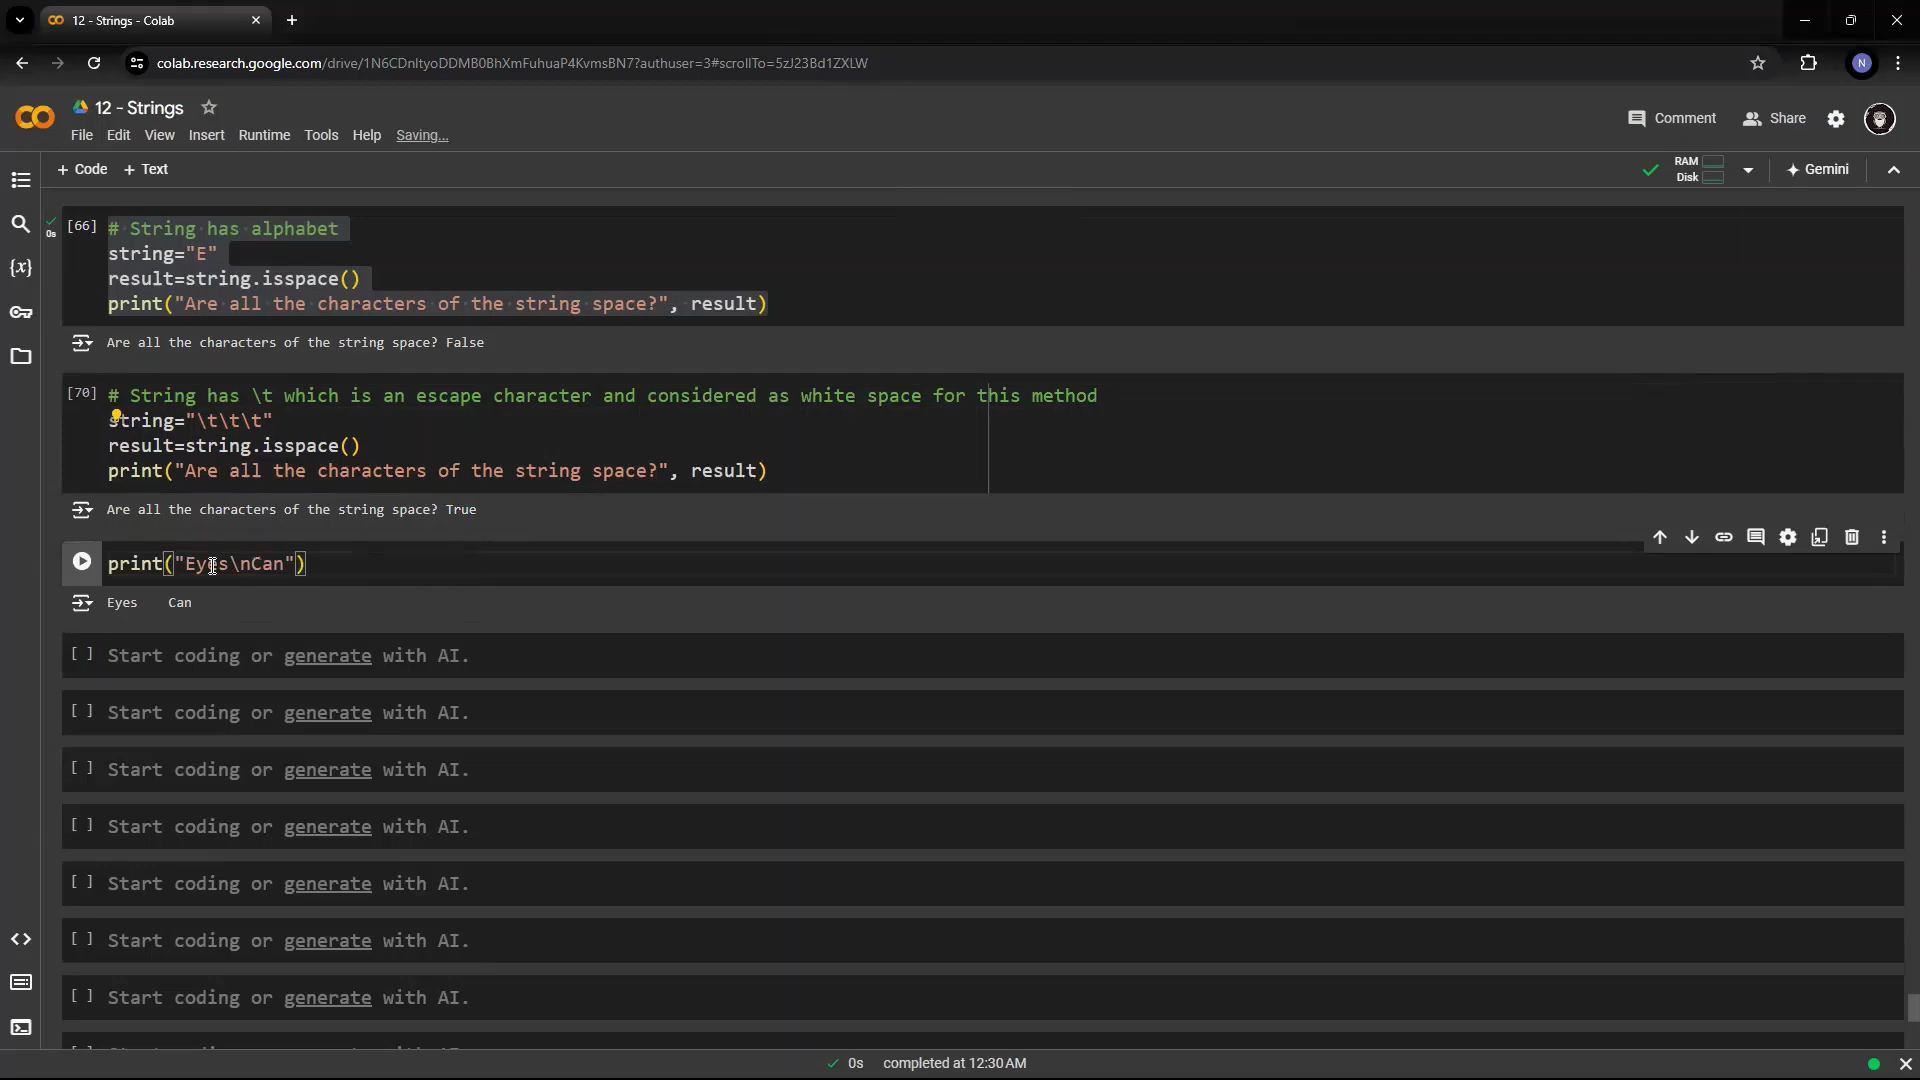 12 - Strings - Colab
colab.research.google.com/drive/1N6CDnItyoDDMB0BhXmFuhuaP4KvmsBN7?authuser=3#scrollTo=5zJ23Bd1ZXLW
N
12 - Strings
Comment
Share
File Edit View Insert Runtime Tools Help Saving...
+ Code + Text
RAM
Disk
Gemini
[66]
0s
# String has alphabet
string="E"
result=string.isspace()
print("Are all the characters of the string space?", result)
Are all the characters of the string space? False
[70]
# String has \t which is an escape character and considered as white space for this method
string="\t\t\t"
result=string.isspace()
print("Are all the characters of the string space?", result)
Are all the characters of the string space? True
print("Eyes\nCan")
Eyes Can
[ ] Start coding or generate with AI.
[ ] Start coding or generate with AI.
[ ] Start coding or generate with AI.
[ ] Start coding or generate with AI.
[ ] Start coding or generate with AI.
[ ] Start coding or generate with AI.
[ ] Start coding or generate with AI.
0s completed at 12:30 AM